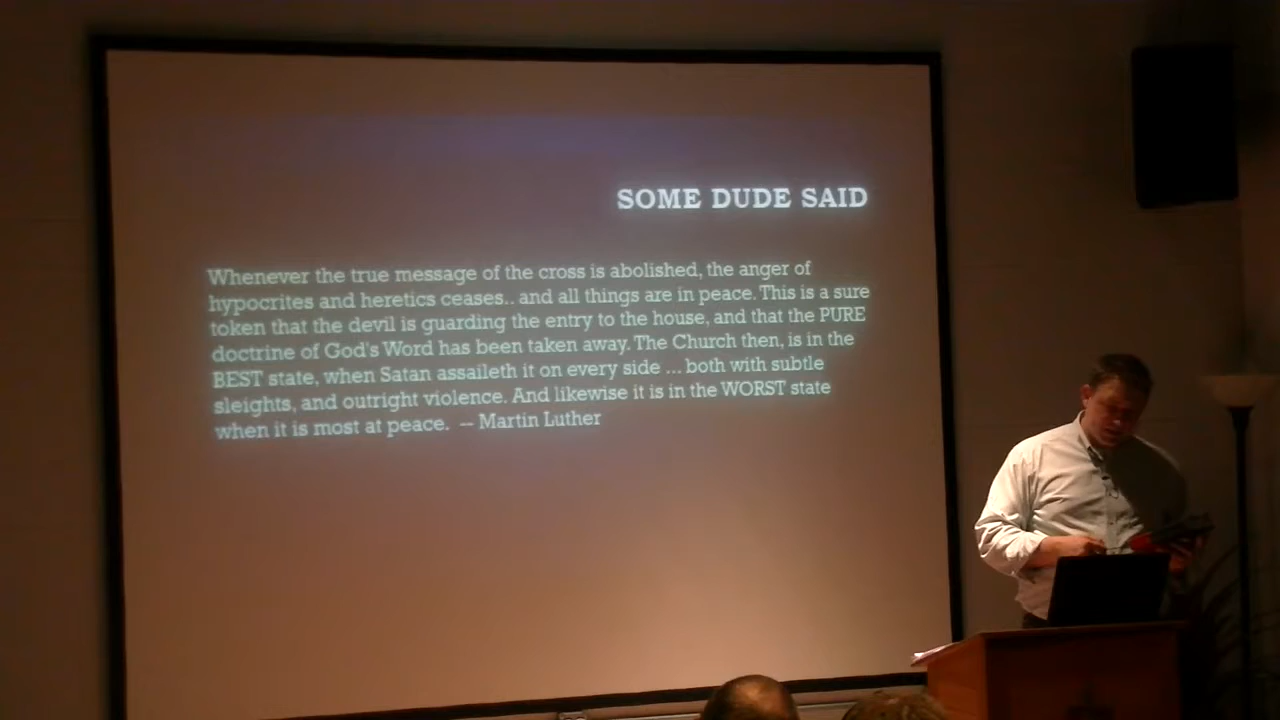 SOME DUDE SAID
Whenever the true message of the cross is abolished, the anger of
hypocrites and heretics ceases.. and all things are in peace. This is a sure
token that the devil is guarding the entry to the house, and that the PURE
doctrine of God's Word has been taken away. The Church then, is in the
BEST state, when Satan assaileth it on every side ... both with subtle
sleights, and outright violence. And likewise it is in the WORST state
when it is most at peace. -- Martin Luther